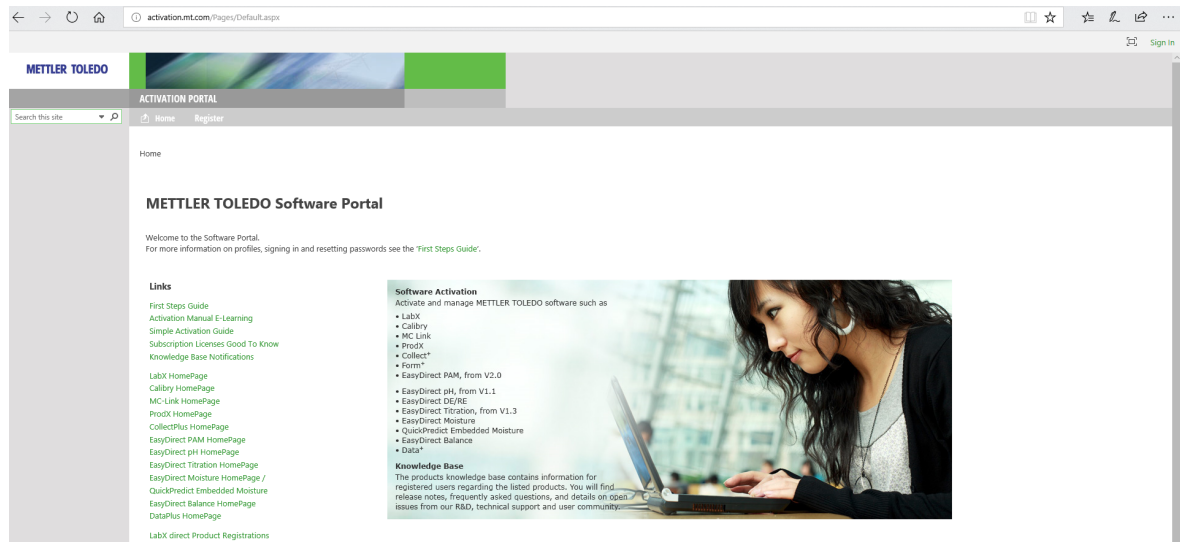 activation.mt.com/Pages/Default.aspx
Sign In
METTLER TOLEDO
ACTIVATION PORTAL
Search this site
Home Register
Home
METTLER TOLEDO Software Portal
Welcome to the Software Portal.
For more information on profiles, signing in and resetting passwords see the 'First Steps Guide'.
Links
First Steps Guide
Activation Manual E-Learning
Simple Activation Guide
Subscription Licenses Good To Know
Knowledge Base Notifications
LabX HomePage
Calibry HomePage
MC-Link HomePage
ProdX HomePage
CollectPlus HomePage
EasyDirect PAM HomePage
EasyDirect pH HomePage
EasyDirect Titration HomePage
EasyDirect Moisture HomePage /
QuickPredict Embedded Moisture
EasyDirect Balance HomePage
DataPlus HomePage
LabX direct Product Registrations
Software Activation
Activate and manage METTLER TOLEDO software such as
• LabX
• Calibry
• MC Link
• ProdX
• Collect⁺
• Form⁺
• EasyDirect PAM, from V2.0
• EasyDirect pH, from V1.1
• EasyDirect DE/RE
• EasyDirect Titration, from V1.3
• EasyDirect Moisture
• QuickPredict Embedded Moisture
• EasyDirect Balance
• Data⁺
Knowledge Base
The products knowledge base contains information for
registered users regarding the listed products. You will find
release notes, frequently asked questions, and details on open
issues from our R&D, technical support and user community.